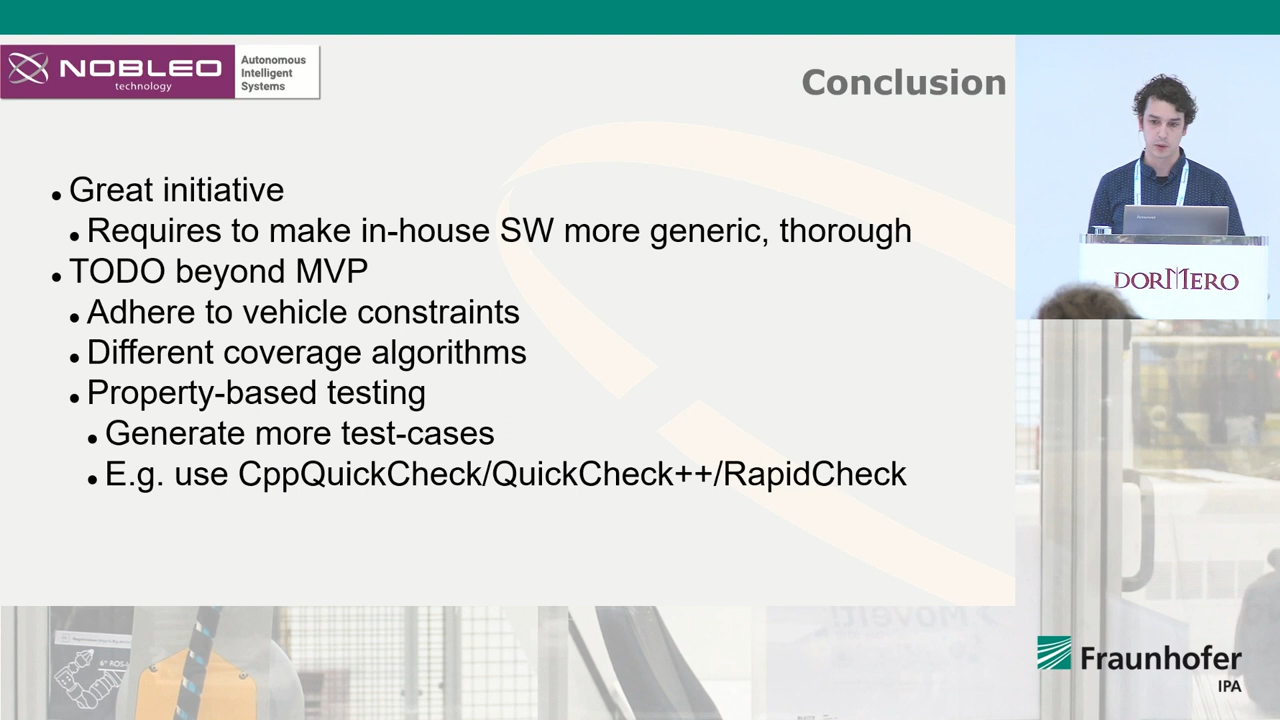 NOBLEO
technology
Autonomous
Intelligent
Systems
Conclusion
Great initiative
Requires to make in-house SW more generic, thorough
TODO beyond MVP
Adhere to vehicle constraints
Different coverage algorithms
Property-based testing
Generate more test-cases
E.g. use CppQuickCheck/QuickCheck++/RapidCheck
DORMERO
Fraunhofer
IPA